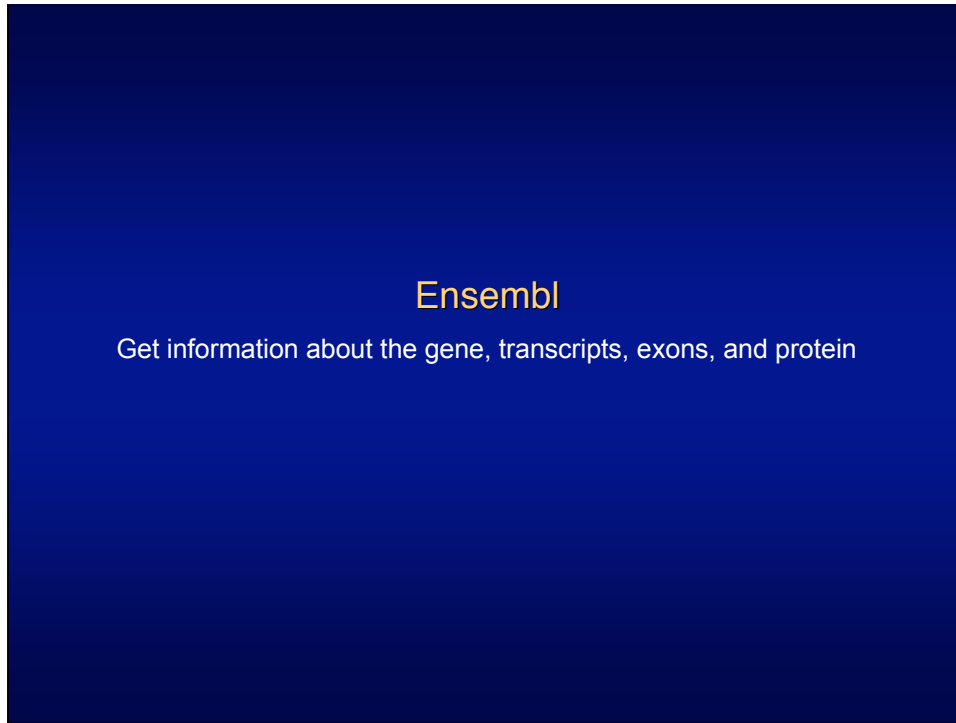 Ensembl
Get information about the gene, transcripts, exons, and protein